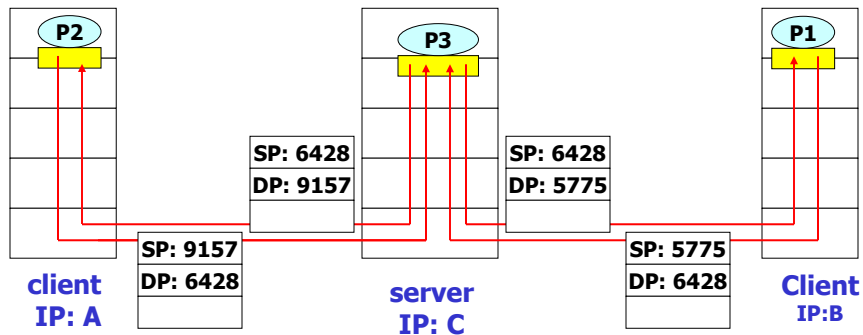 P2
P3
P1
SP: 6428
DP: 9157
SP: 6428
DP: 5775
SP: 9157
DP: 6428
SP: 5775
DP: 6428
client
IP: A
server
IP: C
Client
IP:B